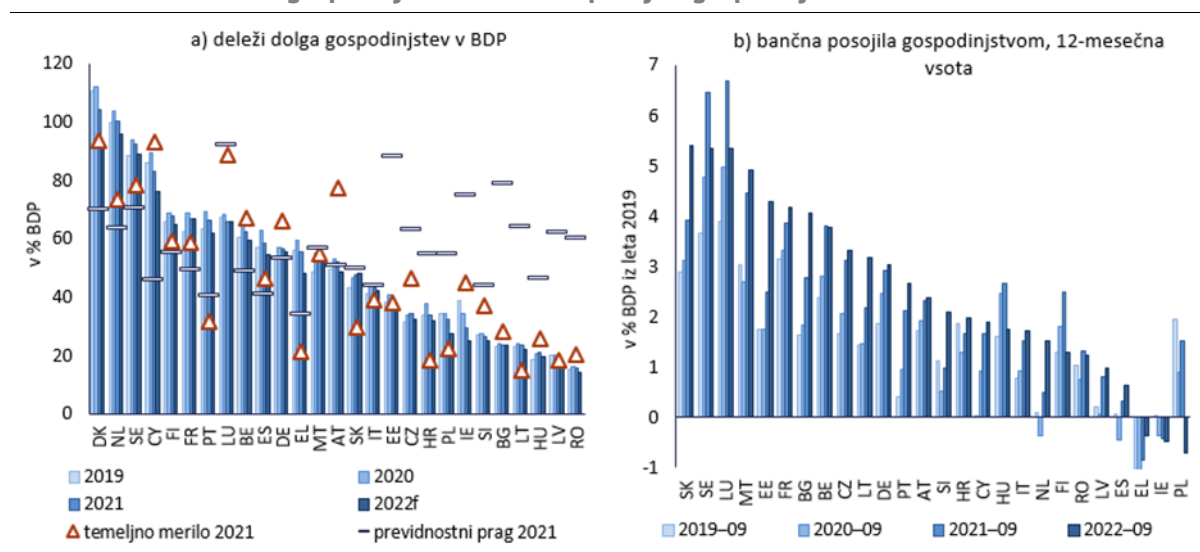 a) deleži dolga gospodinjstev v BDP
120
100
80
60
40
20
0
v % BDP
DK NL SE CY FI FR PT LU BE ES DE EL MT AT SK IT EE CZ HR PL IE SI BG LT HU LV RO
2019 2020
2021 2022f
temeljno merilo 2021 previdnostni prag 2021
b) bančna posojila gospodinjstvom, 12-mesečna
vsota
7
6
5
4
3
2
1
0
-1
v % BDP iz leta 2019
SK SE LU MT EE FR BG BE CZ LT DE PT AT SI HR CY HU IT NL FI RO LV ES EL IE PL
2019–09 2020–09 2021–09 2022–09